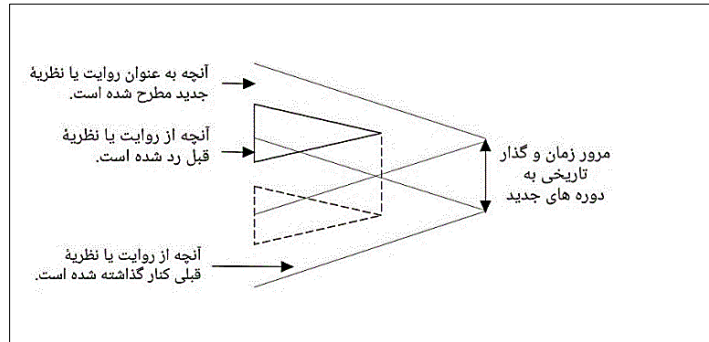 آنچه به عنوان روایت یا نظریهٔ
جدید مطرح شده است.
آنچه از روایت یا نظریهٔ
قبل رد شده است.
مرور زمان و گذار
تاریخی به
دوره های جدید
آنچه از روایت یا نظریهٔ
قبلی کنار گذاشته شده است.